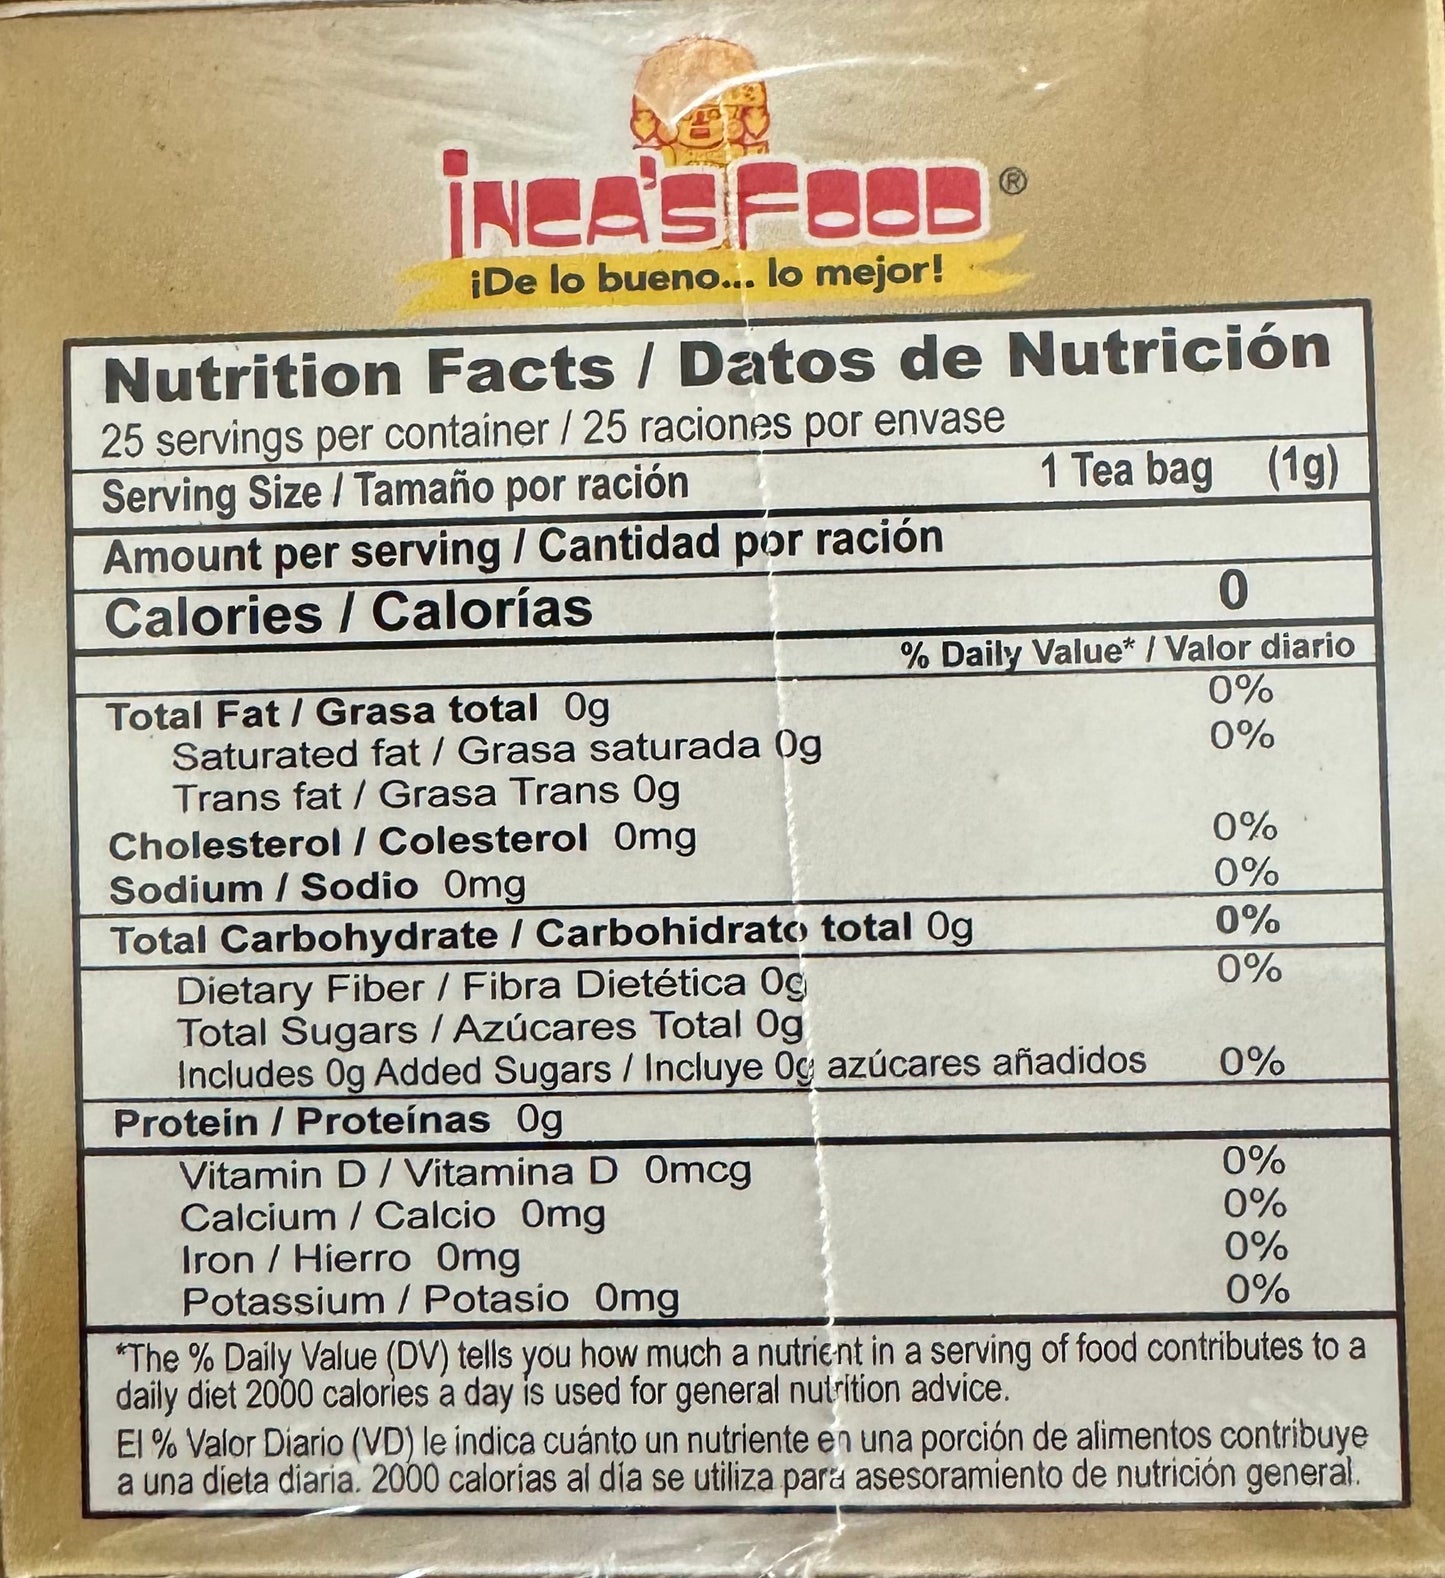 İNCA'S FOOD ®
¡De lo bueno... lo mejor!
Nutrition Facts / Datos de Nutrición
25 servings per container / 25 raciones por envase
Serving Size / Tamaño por ración 1 Tea bag (1g)
Amount per serving / Cantidad por ración
Calories / Calorías 0
% Daily Value* / Valor diario
Total Fat / Grasa total 0g 0%
Saturated fat / Grasa saturada 0g 0%
Trans fat / Grasa Trans 0g
Cholesterol / Colesterol 0mg 0%
Sodium / Sodio 0mg 0%
Total Carbohydrate / Carbohidrato total 0g 0%
Dietary Fiber / Fibra Dietética 0g 0%
Total Sugars / Azúcares Total 0g
Includes 0g Added Sugars / Incluye 0g azúcares añadidos 0%
Protein / Proteínas 0g
Vitamin D / Vitamina D 0mcg 0%
Calcium / Calcio 0mg 0%
Iron / Hierro 0mg 0%
Potassium / Potasio 0mg 0%
*The % Daily Value (DV) tells you how much a nutrient in a serving of food contributes to a
daily diet 2000 calories a day is used for general nutrition advice.
El % Valor Diario (VD) le indica cuánto un nutriente en una porción de alimentos contribuye
a una dieta diaria. 2000 calorias al día se utiliza para asesoramiento de nutrición general.